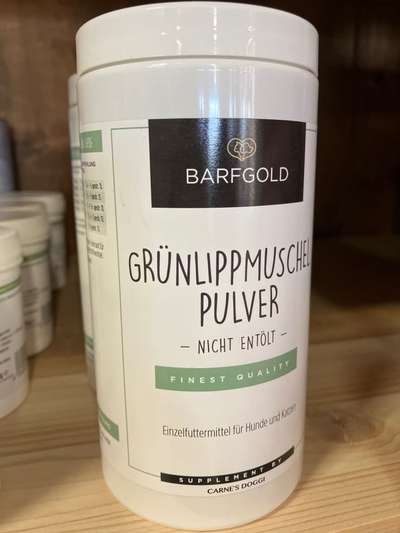 BARFGOLD
GRÜNLIPPMUSCHEL
PULVER
– NICHT ENTÖLT –
FINEST QUALITY
Einzelfuttermittel für Hunde und Katzen
SUPPLEMENT BY
CARNE'S DOGGI